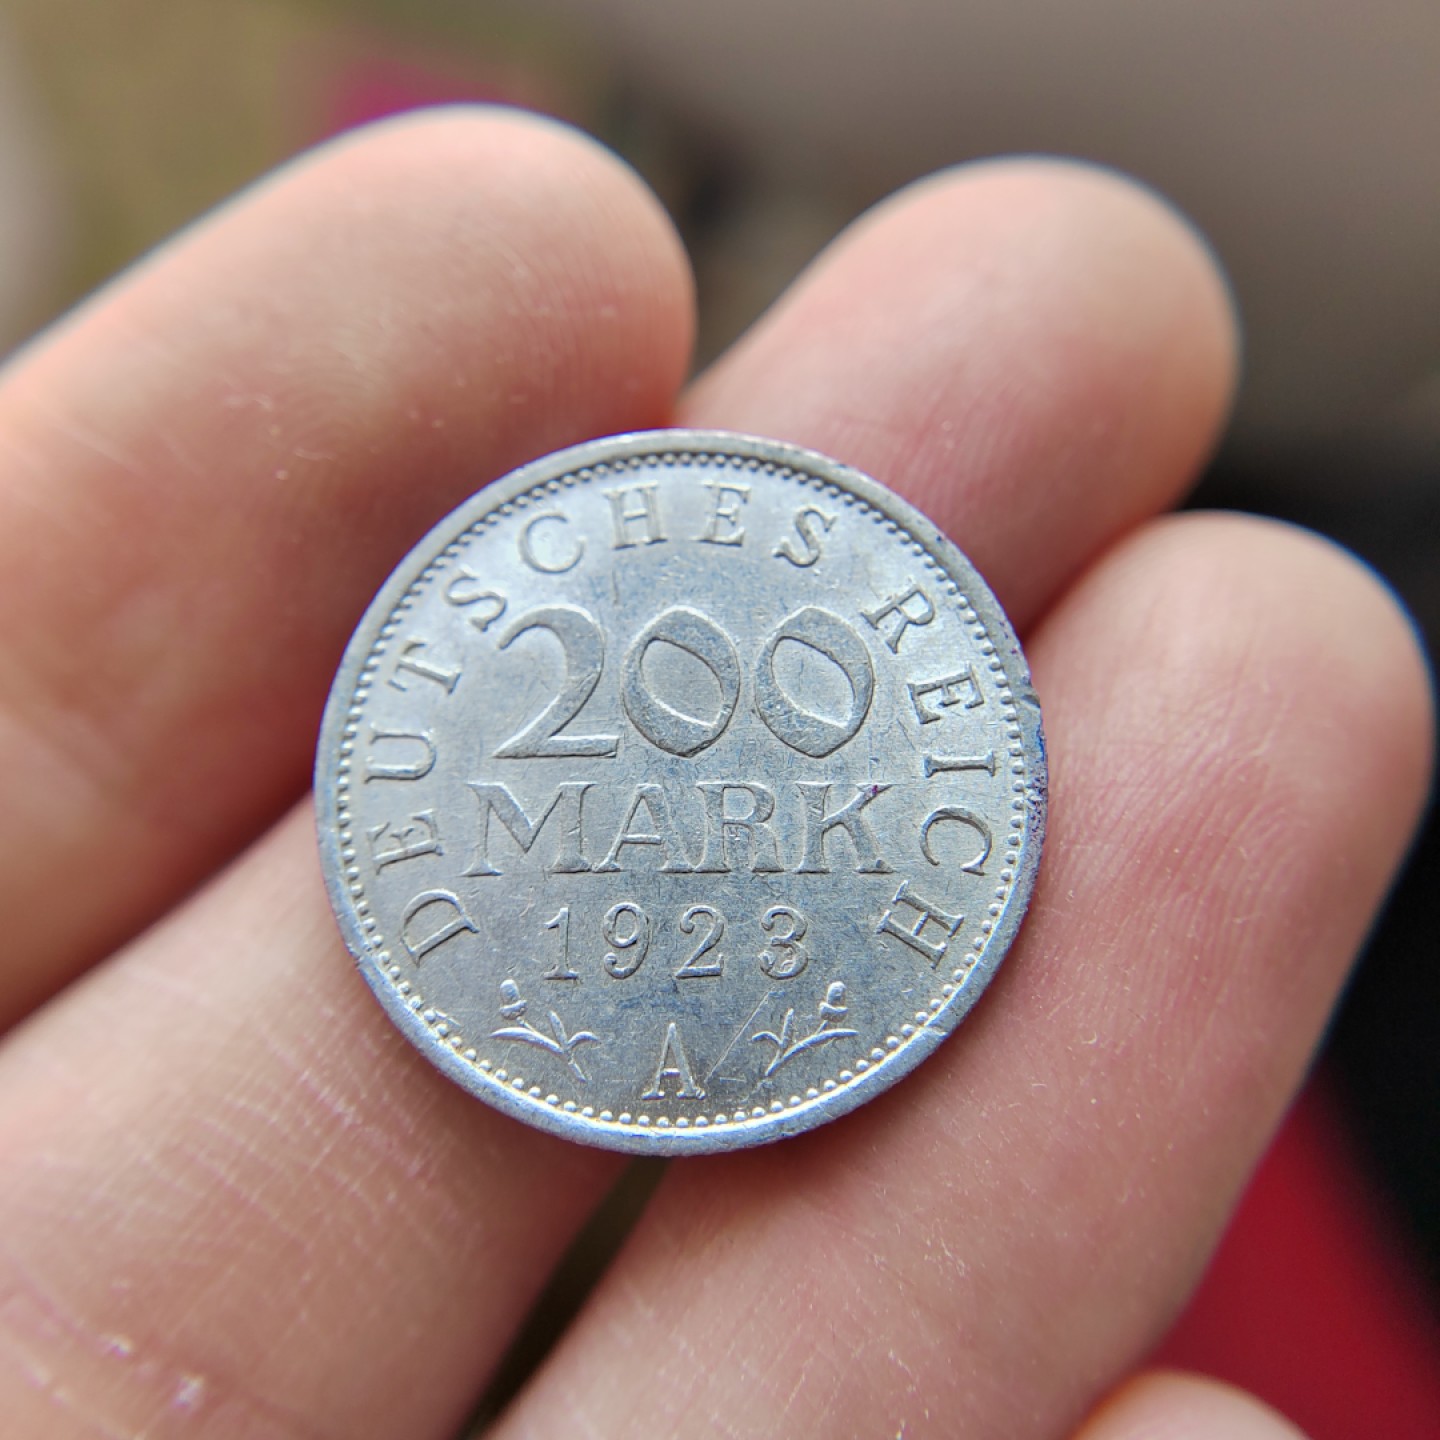 DEUTSCHES REICH
200
MARK
1923
A